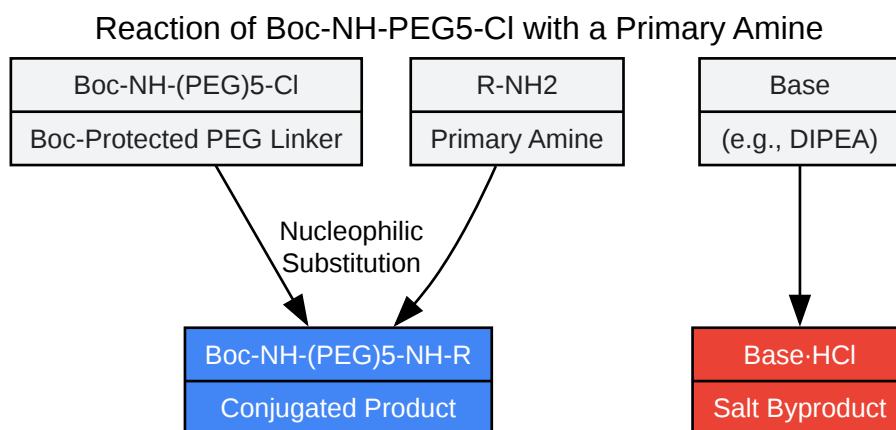 Reaction of Boc-NH-PEG5-Cl with a Primary Amine
Boc-NH-(PEG)5-Cl
Boc-Protected PEG Linker
R-NH2
Primary Amine
Base
(e.g., DIPEA)
Nucleophilic
Substitution
Boc-NH-(PEG)5-NH-R
Conjugated Product
Base·HCl
Salt Byproduct